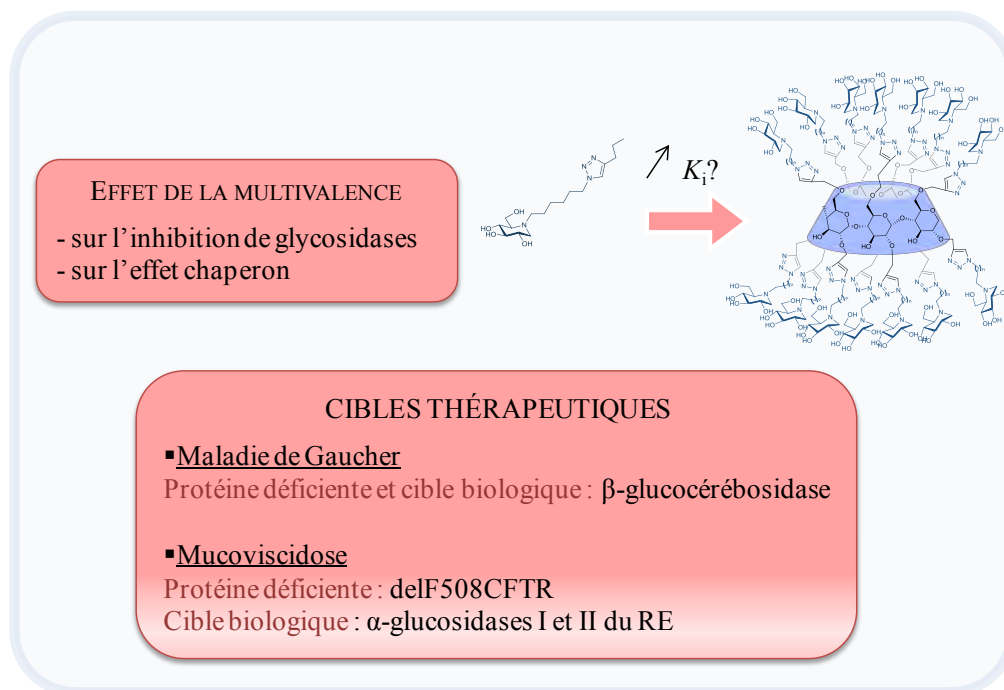 EFFET DE LA MULTIVALENCE
- sur l'inhibition de glycosidases
- sur l'effet chaperon
Ki?
CIBLES THÉRAPEUTIQUES
▪Maladie de Gaucher
Protéine déficiente et cible biologique : β-glucocérébosidase
▪Mucoviscidose
Protéine déficiente : delF508CFTR
Cible biologique : α-glucosidases I et II du RE